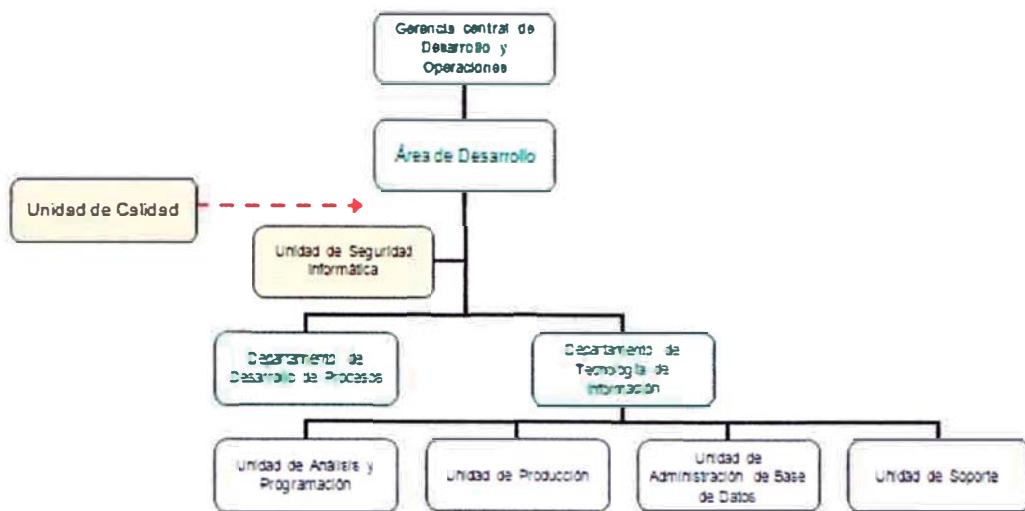 Gerencia central de
Desarrollo y
Operaciones
Área de Desarrollo
Unidad de Calidad
Unidad de Seguridad
Informática
Departamento de
Desarrollo de Procesos
Departamento de
Tecnología de
Información
Unidad de Análisis y
Programación
Unidad de Producción
Unidad de
Administración de Base
de Datos
Unidad de Soporte